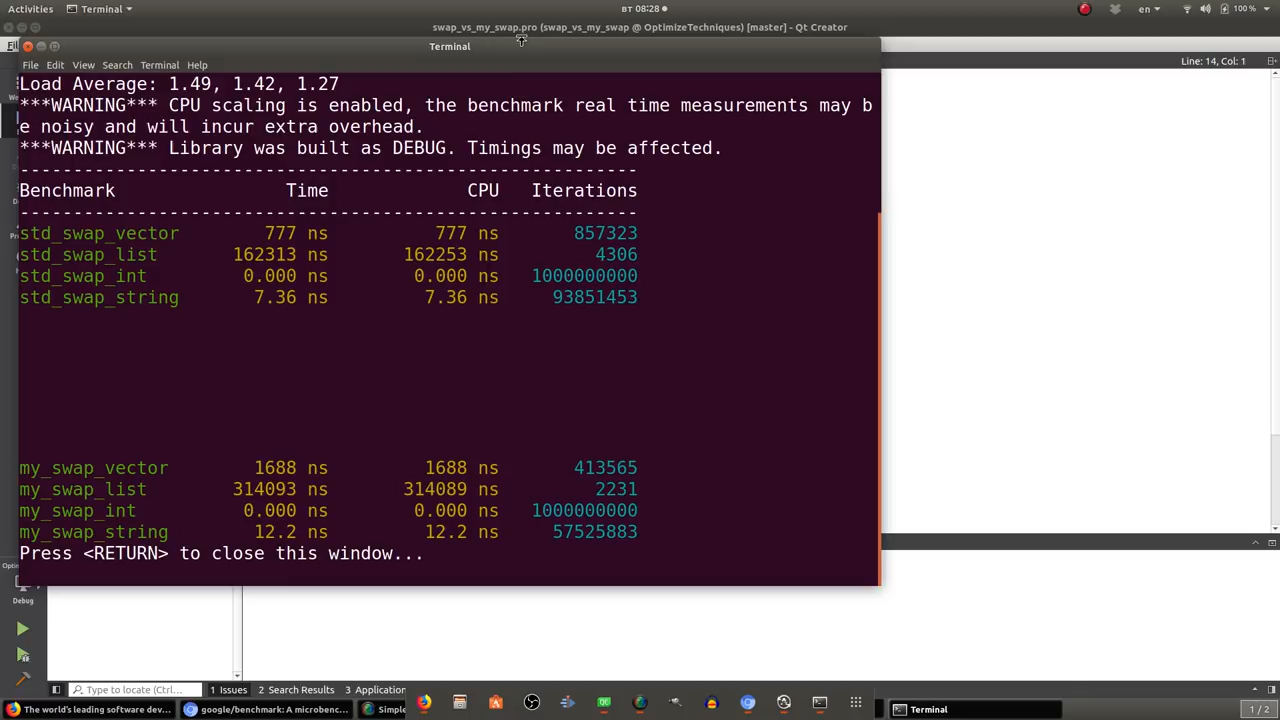 Activities Terminal ▾ ВТ 08:28 en ▾ 100 % ▾
swap_vs_my_swap.pro (swap_vs_my_swap @ OptimizeTechniques) [master] - Qt Creator
Terminal
File Edit View Search Terminal Help
Line: 14, Col: 1
Load Average: 1.49, 1.42, 1.27
***WARNING*** CPU scaling is enabled, the benchmark real time measurements may b
e noisy and will incur extra overhead.
***WARNING*** Library was built as DEBUG. Timings may be affected.
----------------------------------------------------------
Benchmark Time CPU Iterations
----------------------------------------------------------
std_swap_vector 777 ns 777 ns 857323
std_swap_list 162313 ns 162253 ns 4306
std_swap_int 0.000 ns 0.000 ns 1000000000
std_swap_string 7.36 ns 7.36 ns 93851453
my_swap_vector 1688 ns 1688 ns 413565
my_swap_list 314093 ns 314089 ns 2231
my_swap_int 0.000 ns 0.000 ns 1000000000
my_swap_string 12.2 ns 12.2 ns 57525883
Press <RETURN> to close this window...
Debug
Type to locate (Ctrl... 1 Issues 2 Search Results 3 Application
The world's leading software dev... google/benchmark: A microbenc... Simple Terminal 1 / 2